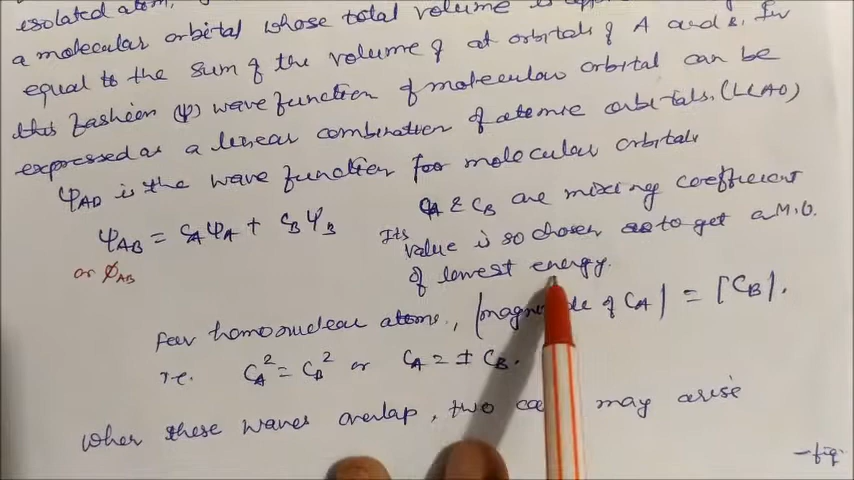 isolated atom,
a molecular orbital whose total volume is
equal to the sum of the volume of at orbitals of A and B. In
this fashion (Ψ) wave function of molecular orbital can be
expressed as a linear combination of atomic orbitals. (LCAO)
ΨAB is the wave function for molecular orbitals
ΨAB = CAΨA + CBΨB
or ϕAB
CA & CB are mixing coefficient
Its value is so chosen as to get a M.O.
of lowest energy.
For homonuclear atoms, |magn of CA| = |CB|.
i.e. CA² = CB² or CA = ± CB.
When these waves overlap, two may arise
-fig.